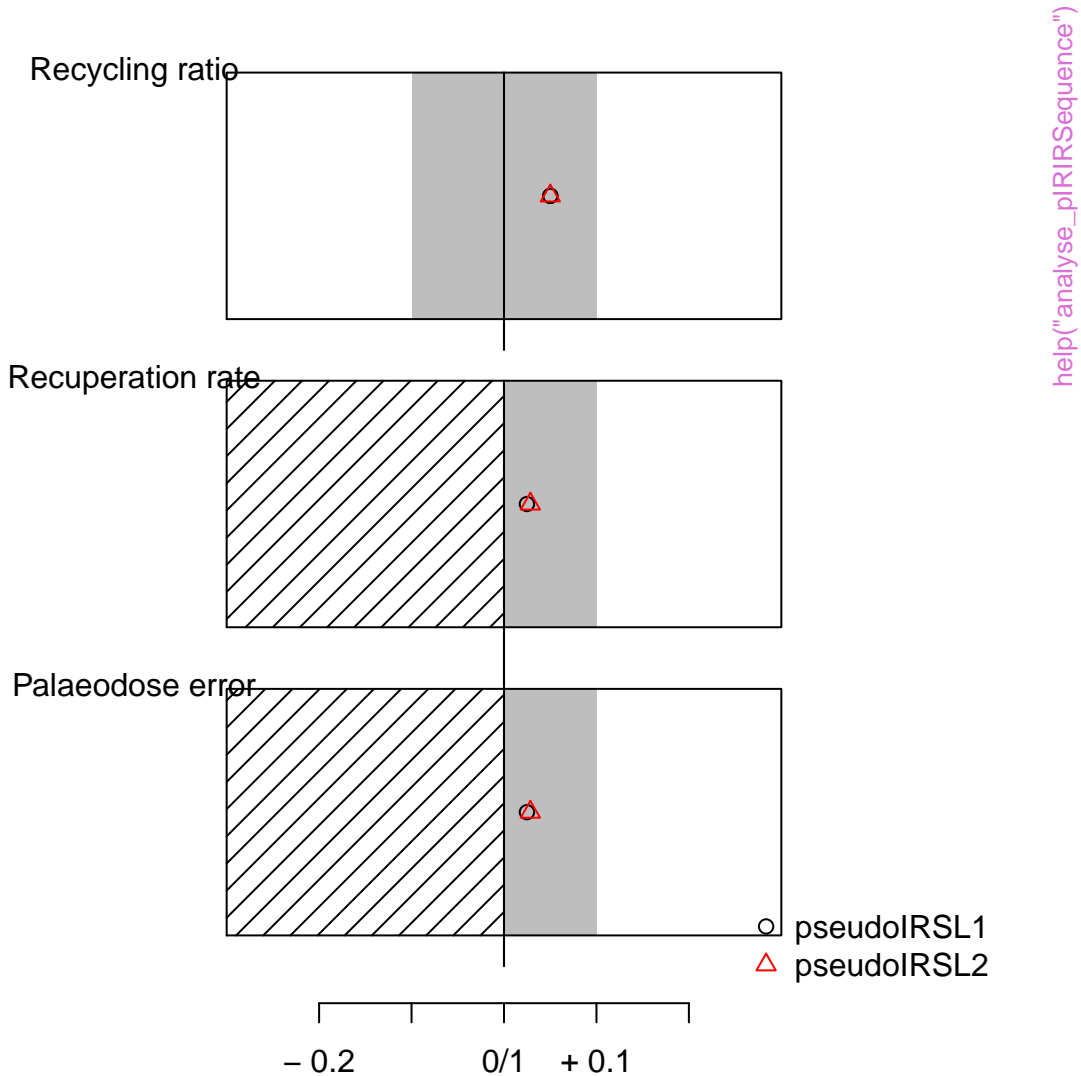 Recycling ratio
help("analyse_pIRIRSequence")
Recuperation rate
Palaeodose error
pseudoIRSL1
pseudoIRSL2
− 0.2
0/1
+ 0.1